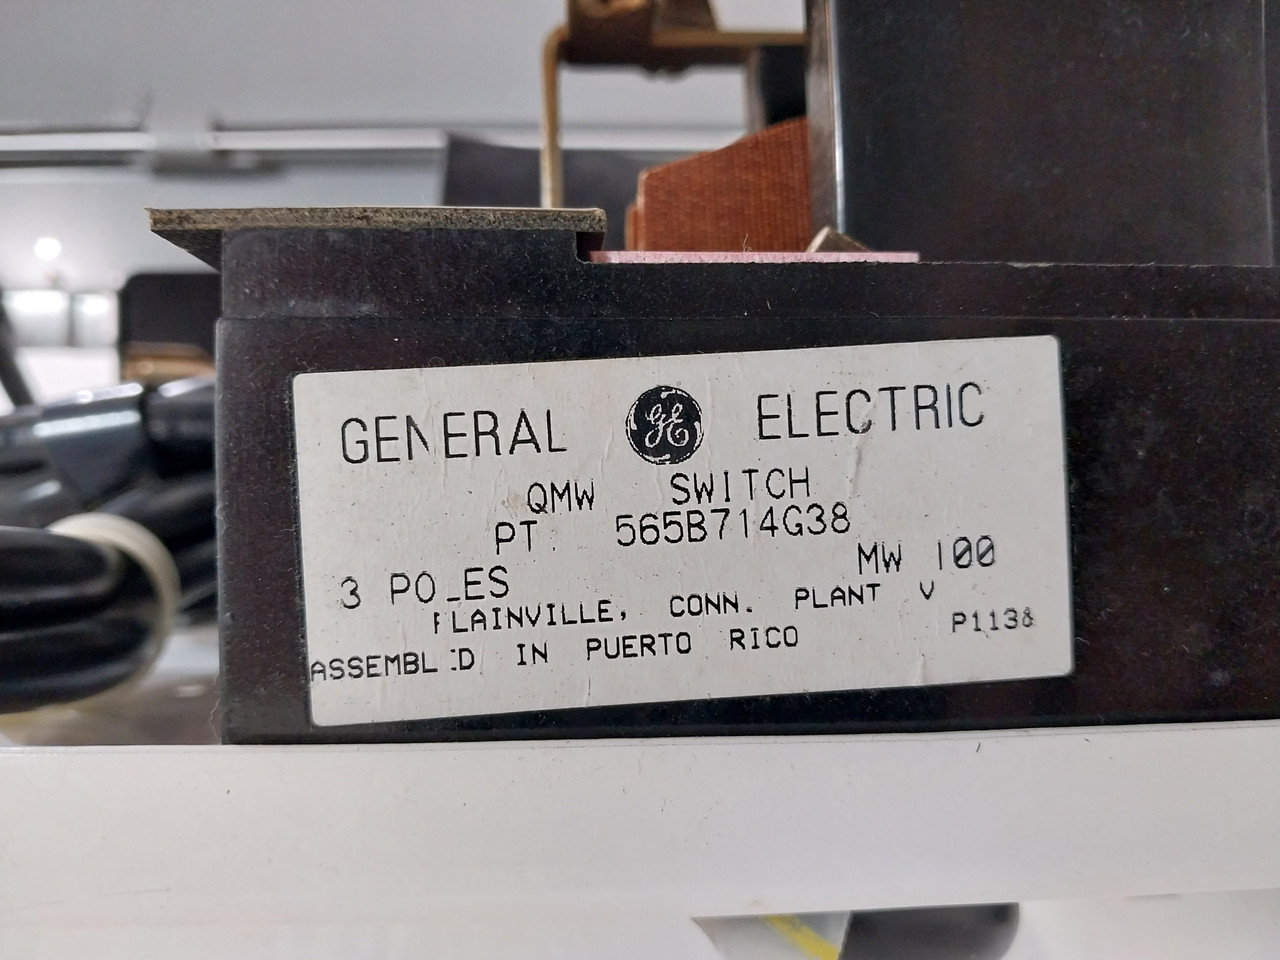 GENERAL GE ELECTRIC
QMW SWITCH
PT 565B714G38
MW 100
3 POLES
PLAINVILLE, CONN. PLANT V
P1138
ASSEMBLED IN PUERTO RICO